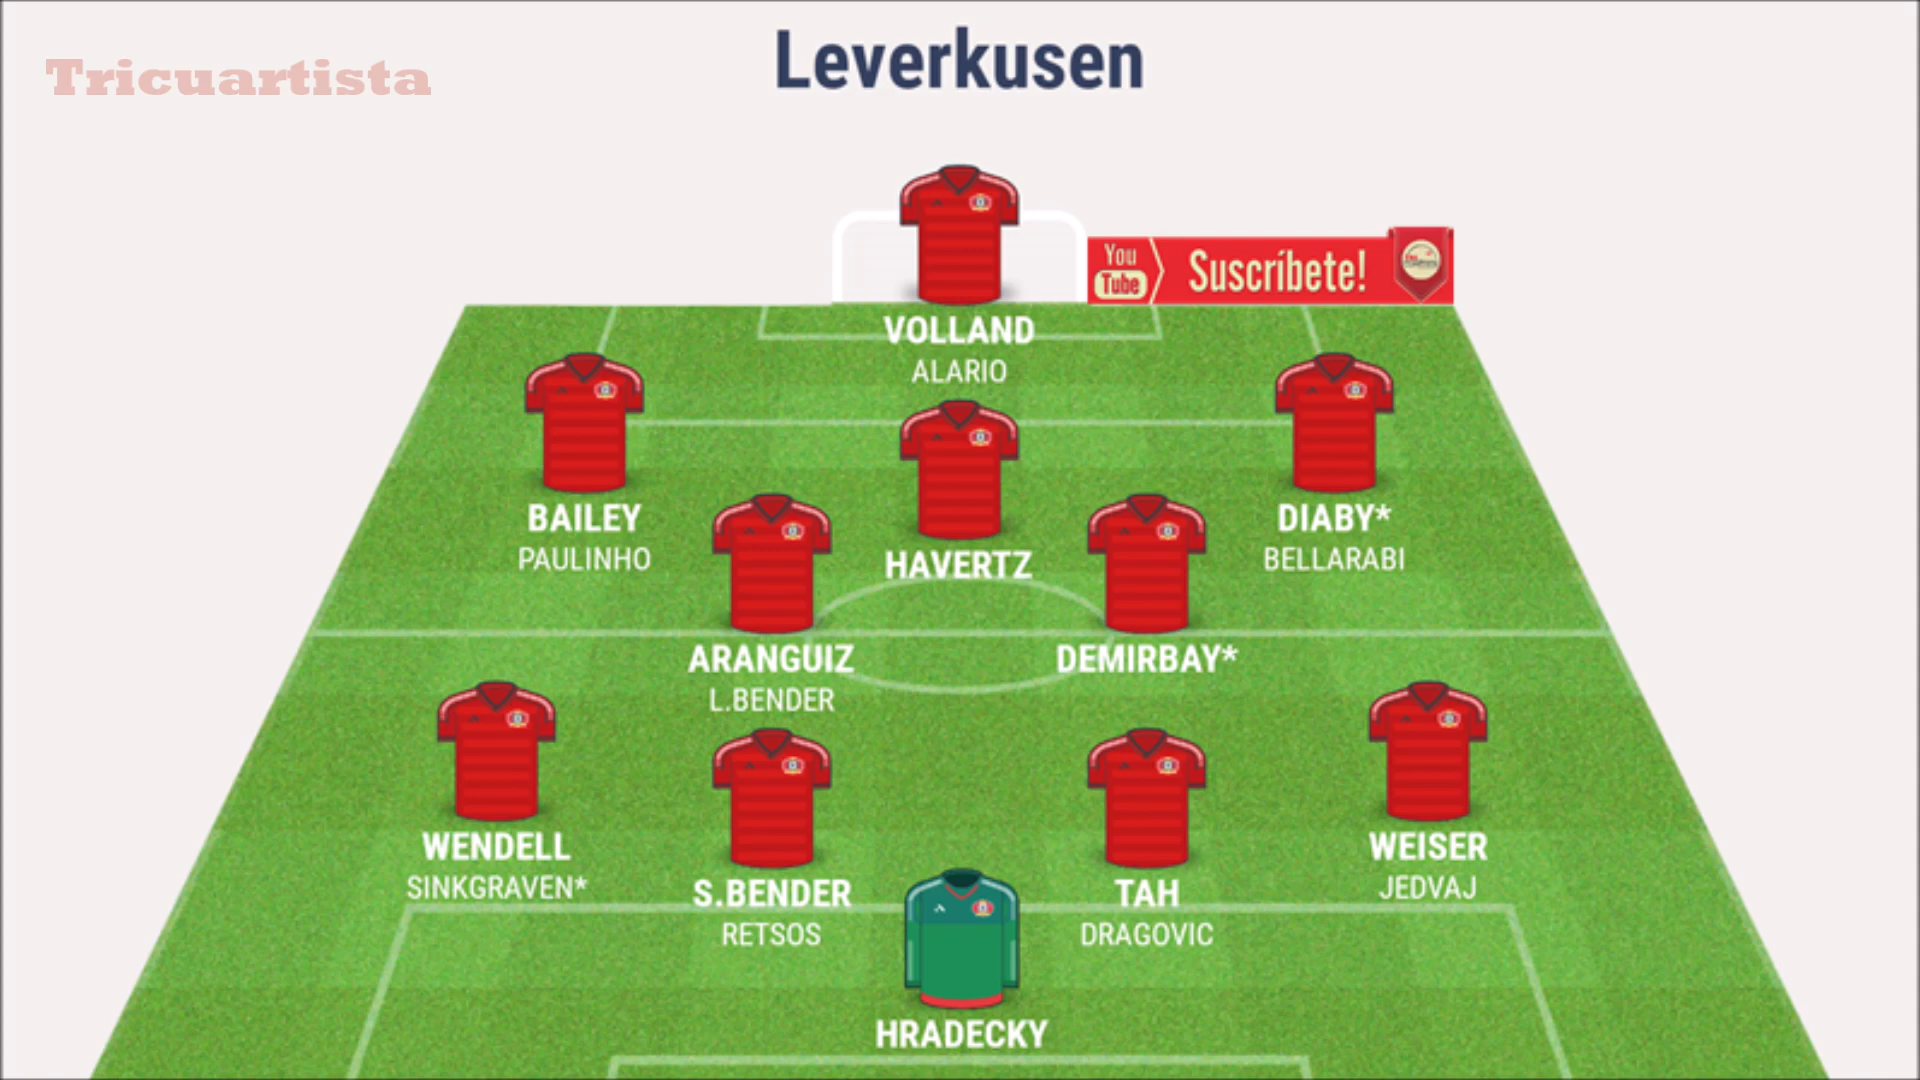 Tricuartista
Leverkusen
You
Tube
Suscríbete!
VOLLAND
ALARIO
BAILEY
PAULINHO
HAVERTZ
DIABY*
BELLARABI
ARANGUIZ
L.BENDER
DEMIRBAY*
WENDELL
SINKGRAVEN*
S.BENDER
RETSOS
TAH
DRAGOVIC
WEISER
JEDVAJ
HRADECKY